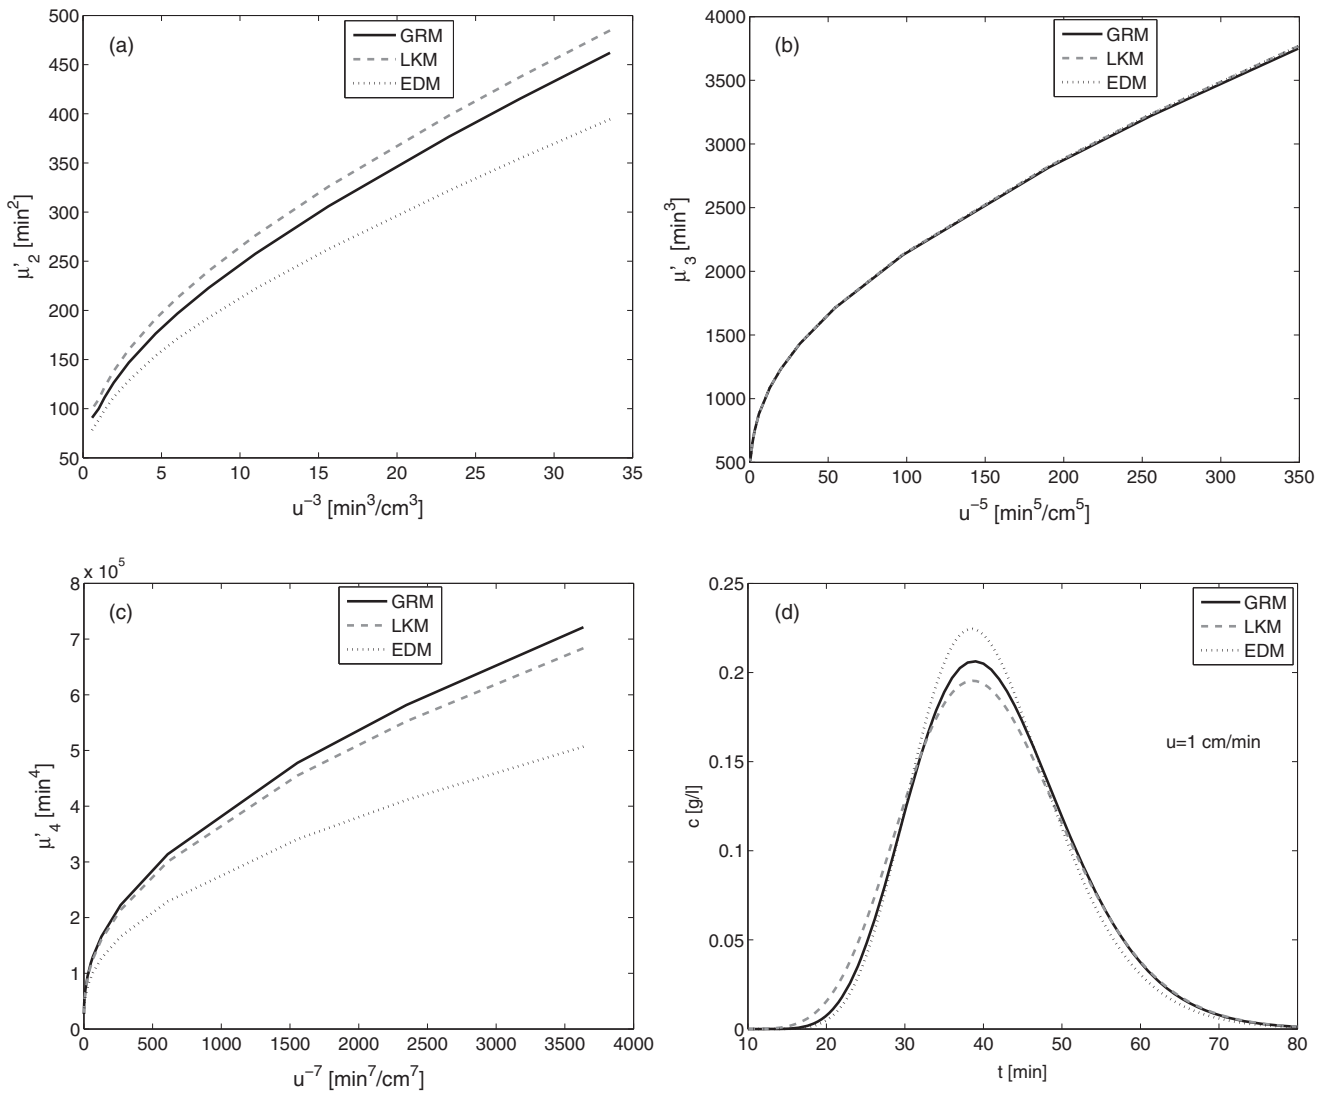 (a)
GRM
LKM
EDM
500
450
400
350
300
250
200
150
100
50
0 5 10 15 20 25 30 35
μ'₂ [min²]
u⁻³ [min³/cm³]
(b)
GRM
LKM
EDM
4000
3500
3000
2500
2000
1500
1000
500
0 50 100 150 200 250 300 350
μ'₃ [min³]
u⁻⁵ [min⁵/cm⁵]
x 10⁵
(c)
GRM
LKM
EDM
8
7
6
5
4
3
2
1
0
0 500 1000 1500 2000 2500 3000 3500 4000
μ'₄ [min⁴]
u⁻⁷ [min⁷/cm⁷]
(d)
GRM
LKM
EDM
u=1 cm/min
0.25
0.2
0.15
0.1
0.05
0
10 20 30 40 50 60 70 80
c [g/l]
t [min]